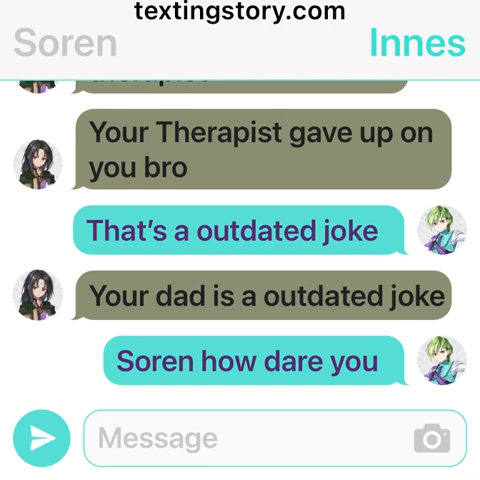 textingstory.com
Soren Innes
therapist
Your Therapist gave up on
you bro
That's a outdated joke
Your dad is a outdated joke
Soren how dare you
Message